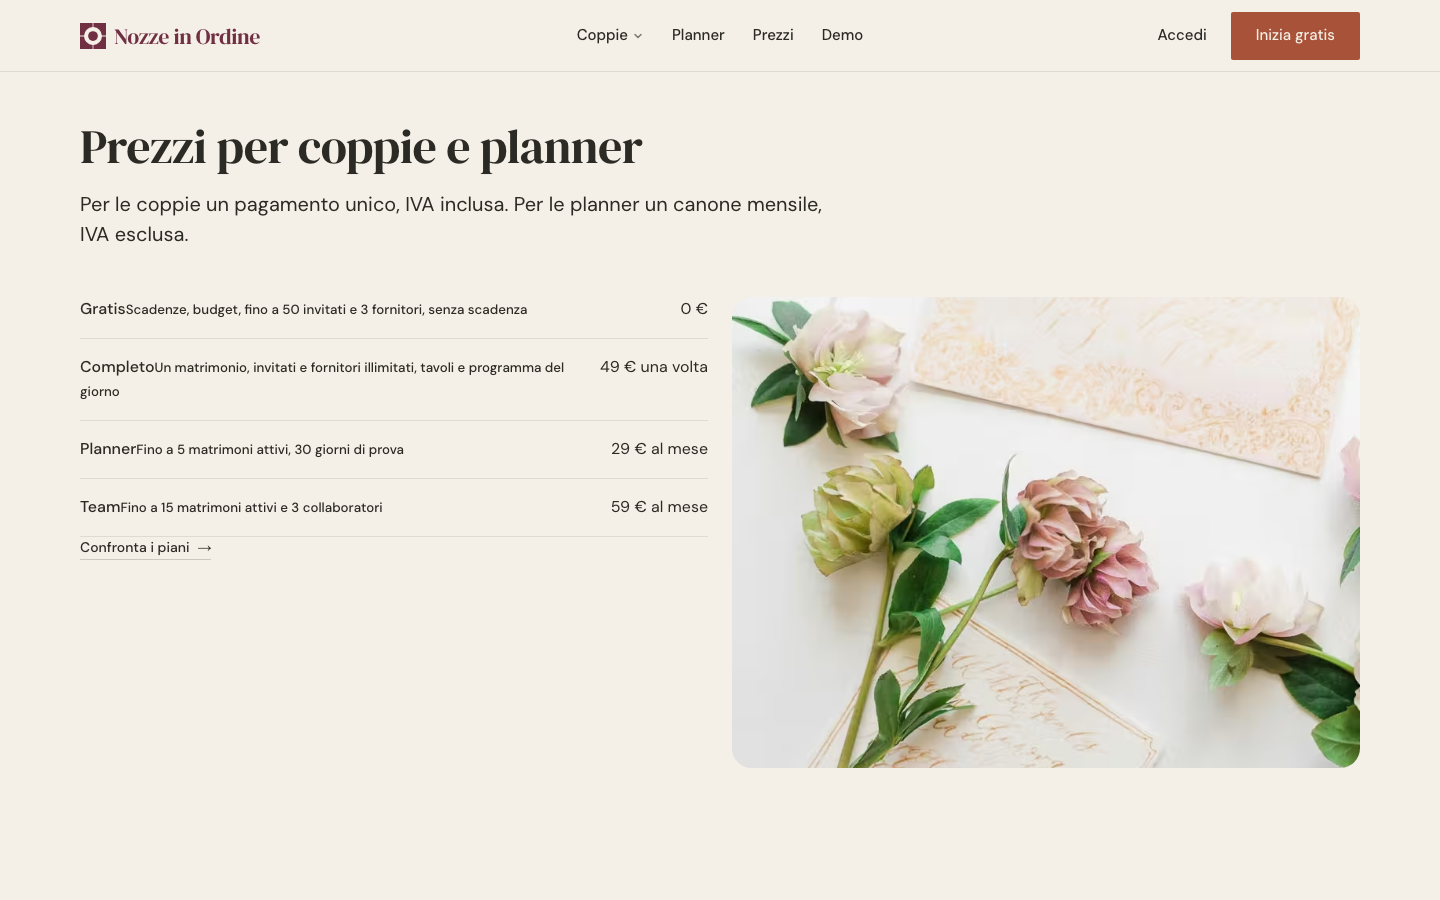 Nozze in Ordine
Coppie
Planner
Prezzi
Demo
Accedi
Inizia gratis
Prezzi per coppie e planner
Per le coppie un pagamento unico, IVA inclusa. Per le planner un canone mensile,
IVA esclusa.
GratisScadenze, budget, fino a 50 invitati e 3 fornitori, senza scadenza
0 €
CompletoUn matrimonio, invitati e fornitori illimitati, tavoli e programma del
giorno
49 € una volta
PlannerFino a 5 matrimoni attivi, 30 giorni di prova
29 € al mese
TeamFino a 15 matrimoni attivi e 3 collaboratori
59 € al mese
Confronta i piani →